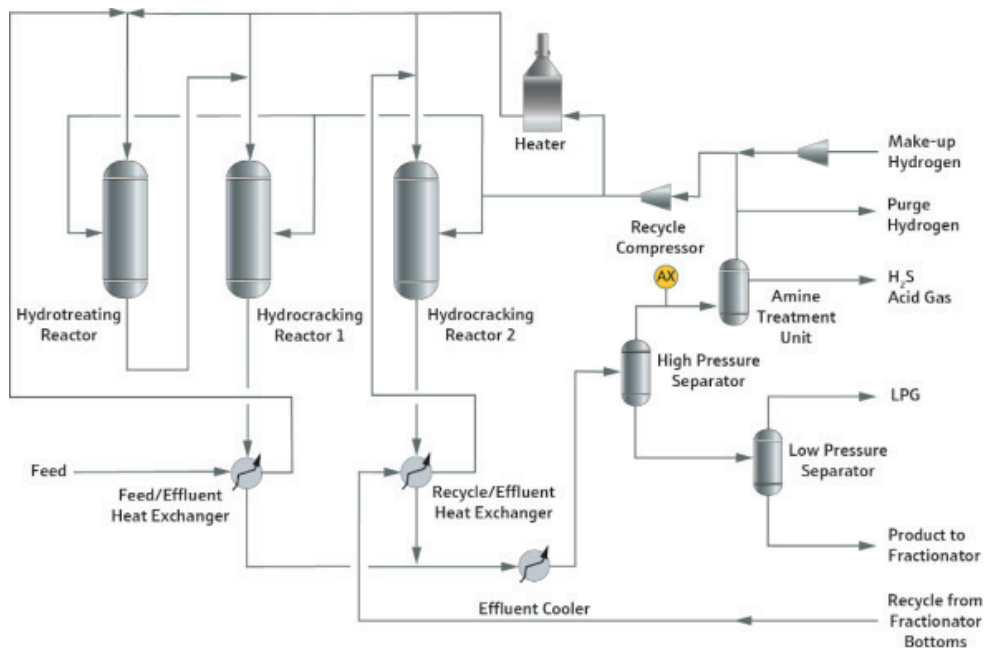 Heater
Make-up
Hydrogen
Purge
Hydrogen
Recycle
Compressor
AX
H₂S
Acid Gas
Amine
Treatment
Unit
Hydrotreating
Reactor
Hydrocracking
Reactor 1
Hydrocracking
Reactor 2
High Pressure
Separator
LPG
Low Pressure
Separator
Feed
Feed/Effluent
Heat Exchanger
Recycle/Effluent
Heat Exchanger
Product to
Fractionator
Effluent Cooler
Recycle from
Fractionator
Bottoms